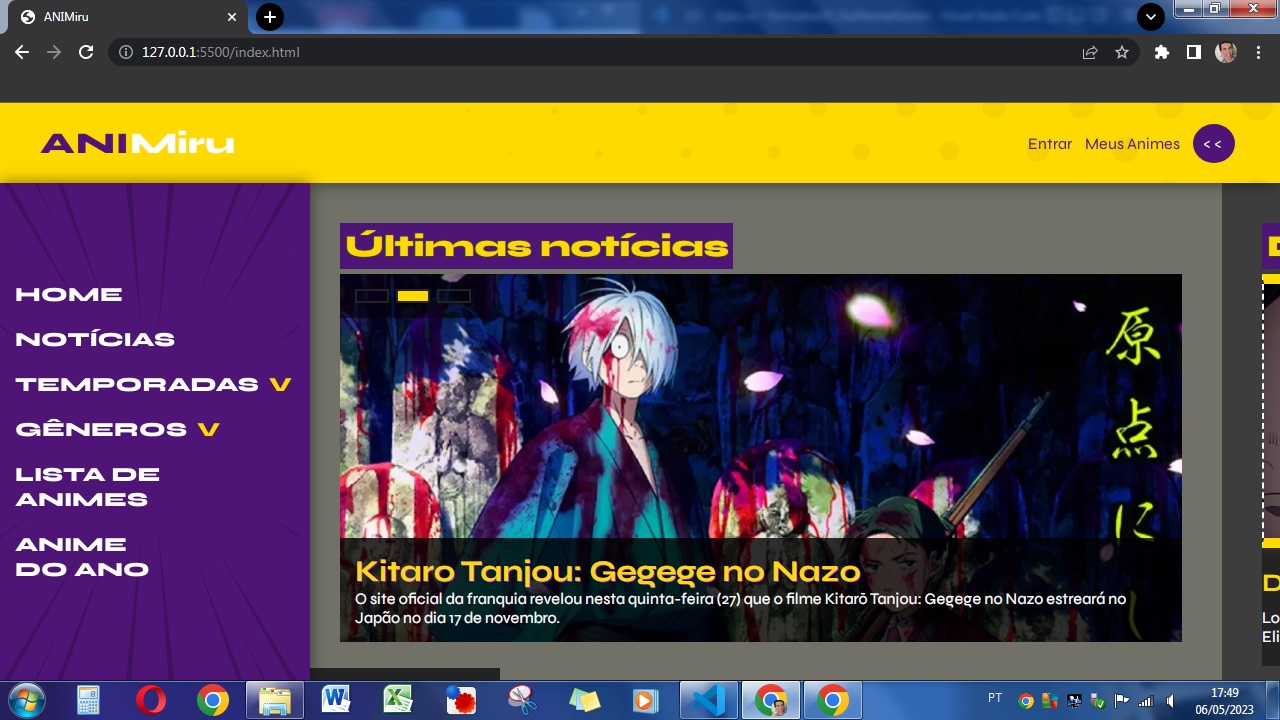 ANIMiru
127.0.0.1:5500/index.html
ANIMiru
Entrar Meus Animes <<
HOME
NOTÍCIAS
TEMPORADAS V
GÊNEROS V
LISTA DE
ANIMES
ANIME
DO ANO
Últimas notícias
原
点
に
Kitaro Tanjou: Gegege no Nazo
O site oficial da franquia revelou nesta quinta-feira (27) que o filme Kitarō Tanjou: Gegege no Nazo estreará no
Japão no dia 17 de novembro.
D
Lo
Eli
PT
17:49
06/05/2023